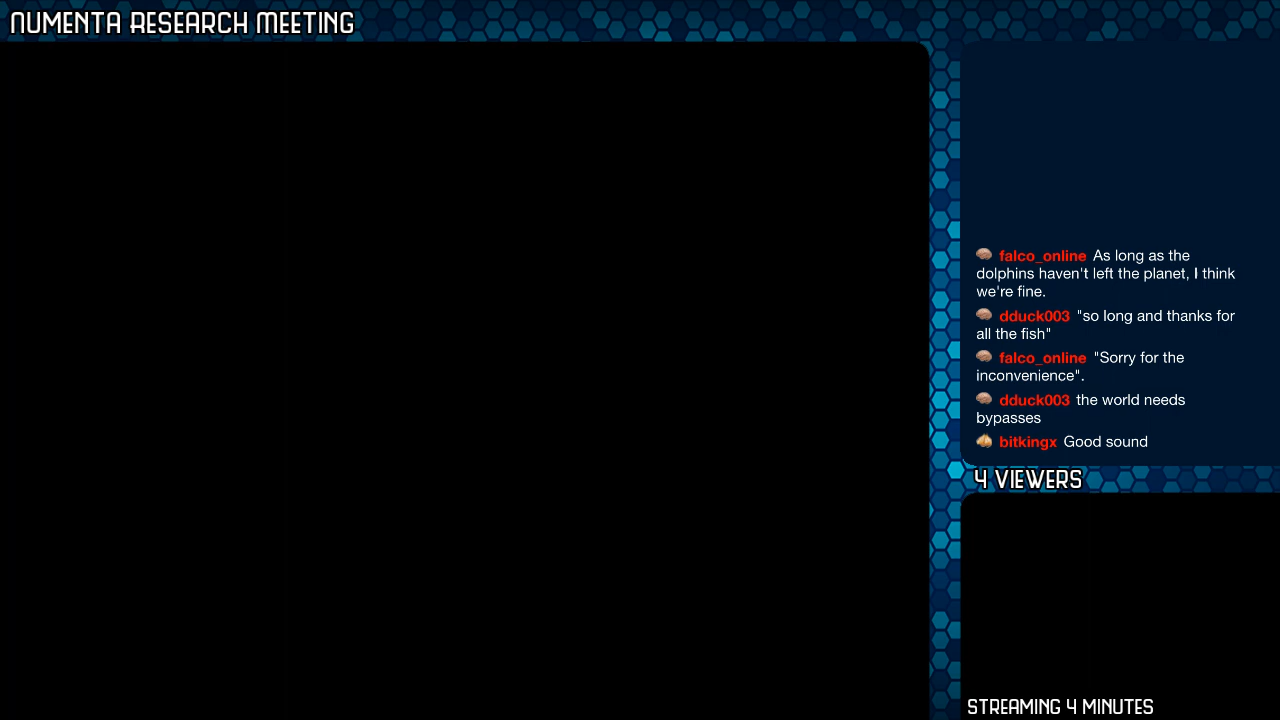 NUMENTA RESEARCH MEETING
falco_online As long as the
dolphins haven't left the planet, I think
we're fine.
dduck003 "so long and thanks for
all the fish"
falco_online "Sorry for the
inconvenience".
dduck003 the world needs
bypasses
bitkingx Good sound
4 VIEWERS
STREAMING 4 MINUTES